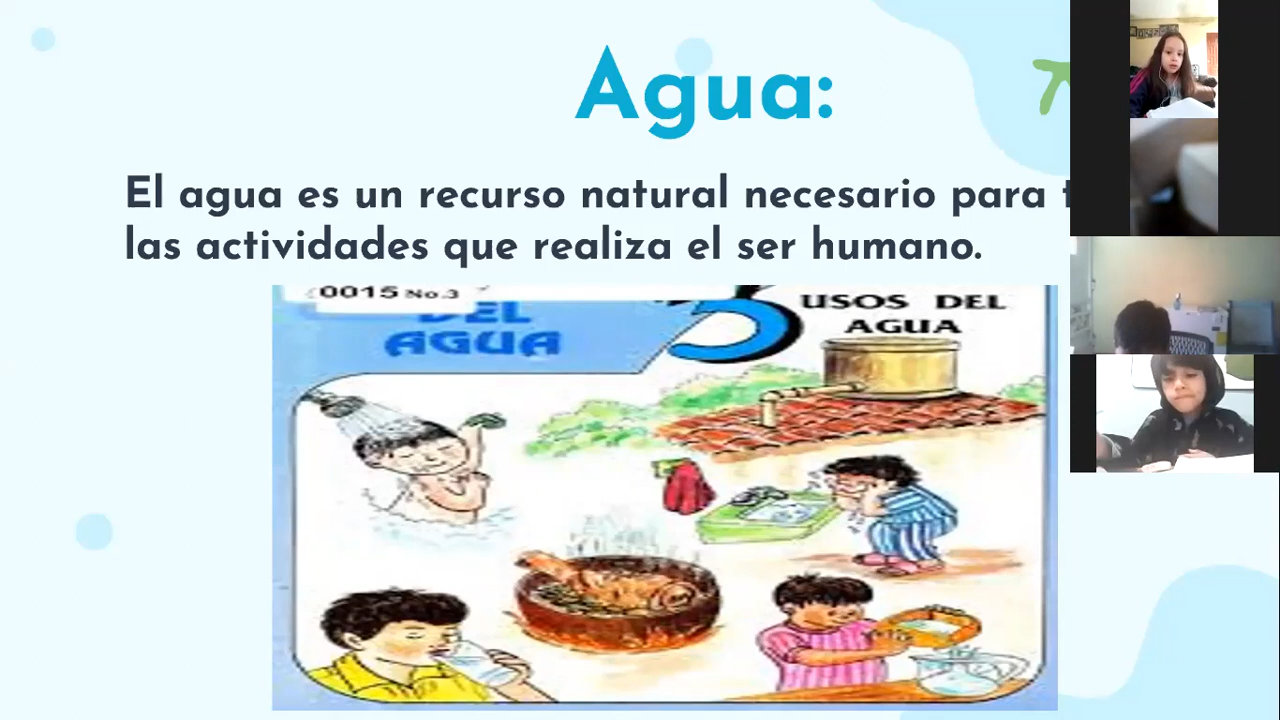 Agua:
El agua es un recurso natural necesario para
las actividades que realiza el ser humano.
0015 No.3
DEL
AGUA
USOS DEL
AGUA